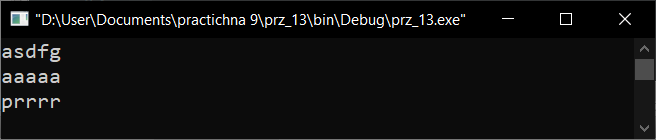 "D:\User\Documents\practichna 9\prz_13\bin\Debug\prz_13.exe"
asdfg
aaaaa
prrrr